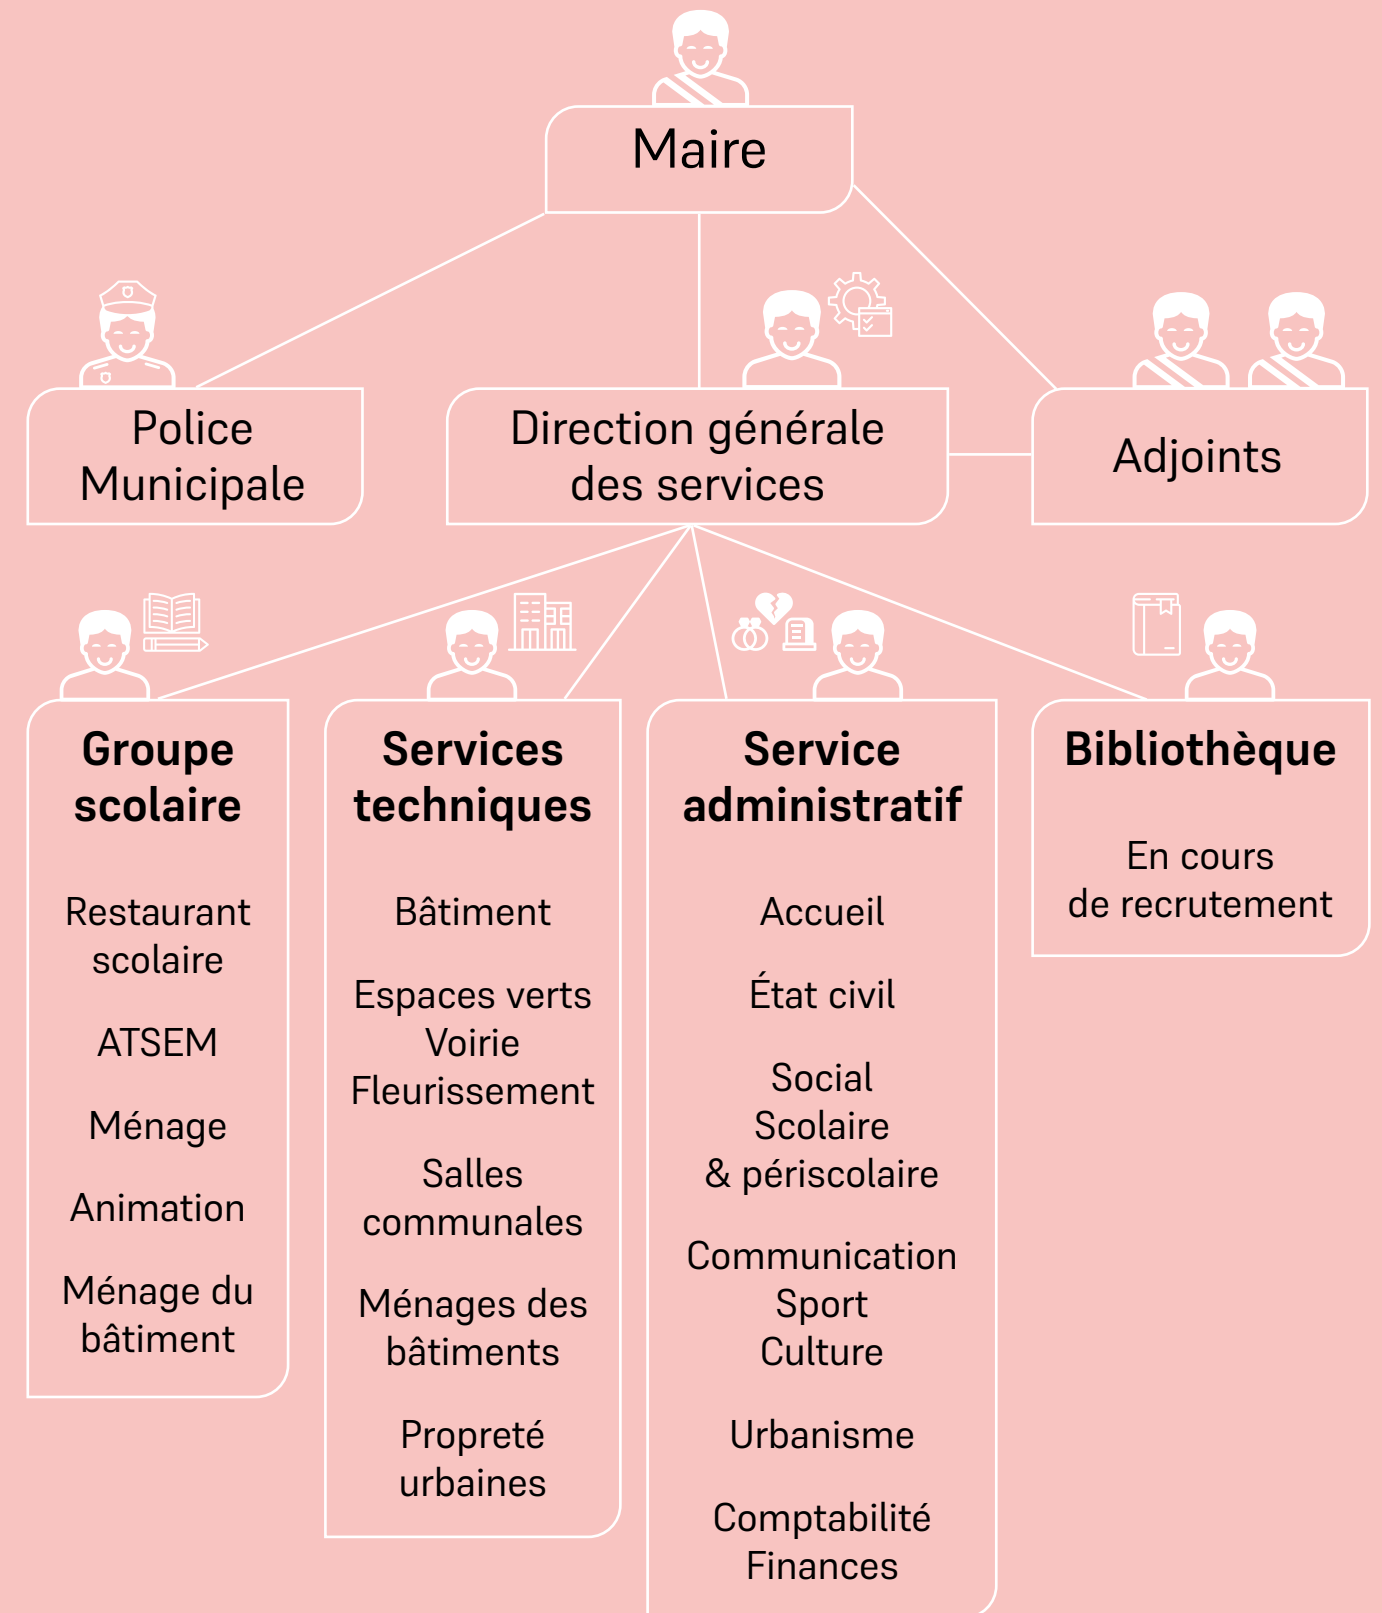 Maire
Police
Municipale
Direction générale
des services
Adjoints
Groupe
scolaire
Restaurant
scolaire
ATSEM
Ménage
Animation
Ménage du
bâtiment
Services
techniques
Bâtiment
Espaces verts
Voirie
Fleurissement
Salles
communales
Ménages des
bâtiments
Propreté
urbaines
Service
administratif
Accueil
État civil
Social
Scolaire
& périscolaire
Communication
Sport
Culture
Urbanisme
Comptabilité
Finances
Bibliothèque
En cours
de recrutement